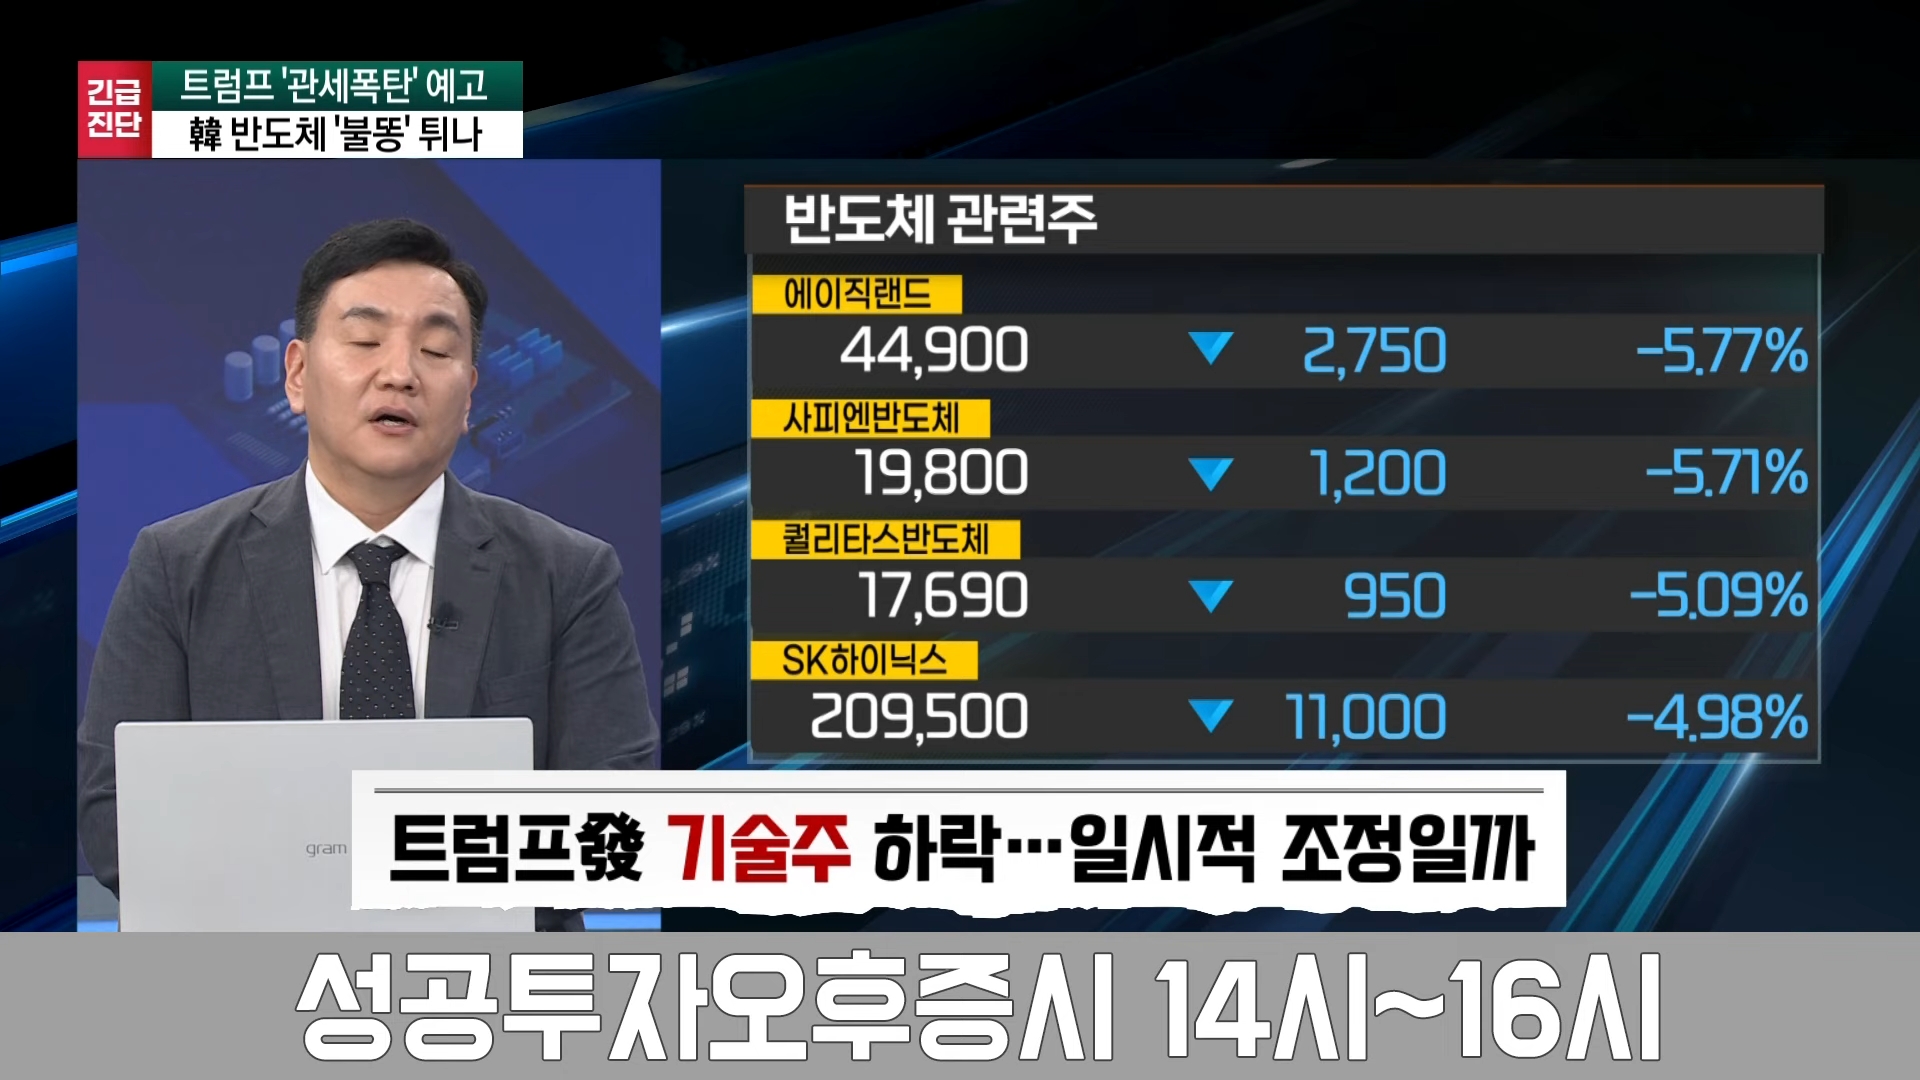 긴급
진단
트럼프 '관세폭탄' 예고
韓 반도체 '불똥' 튀나
반도체 관련주
에이직랜드
44,900 ▼ 2,750 -5.77%
사피엔반도체
19,800 ▼ 1,200 -5.71%
퀄리타스반도체
17,690 ▼ 950 -5.09%
SK하이닉스
209,500 ▼ 11,000 -4.98%
gram
트럼프發 기술주 하락…일시적 조정일까
성공투자오후증시 14시~16시